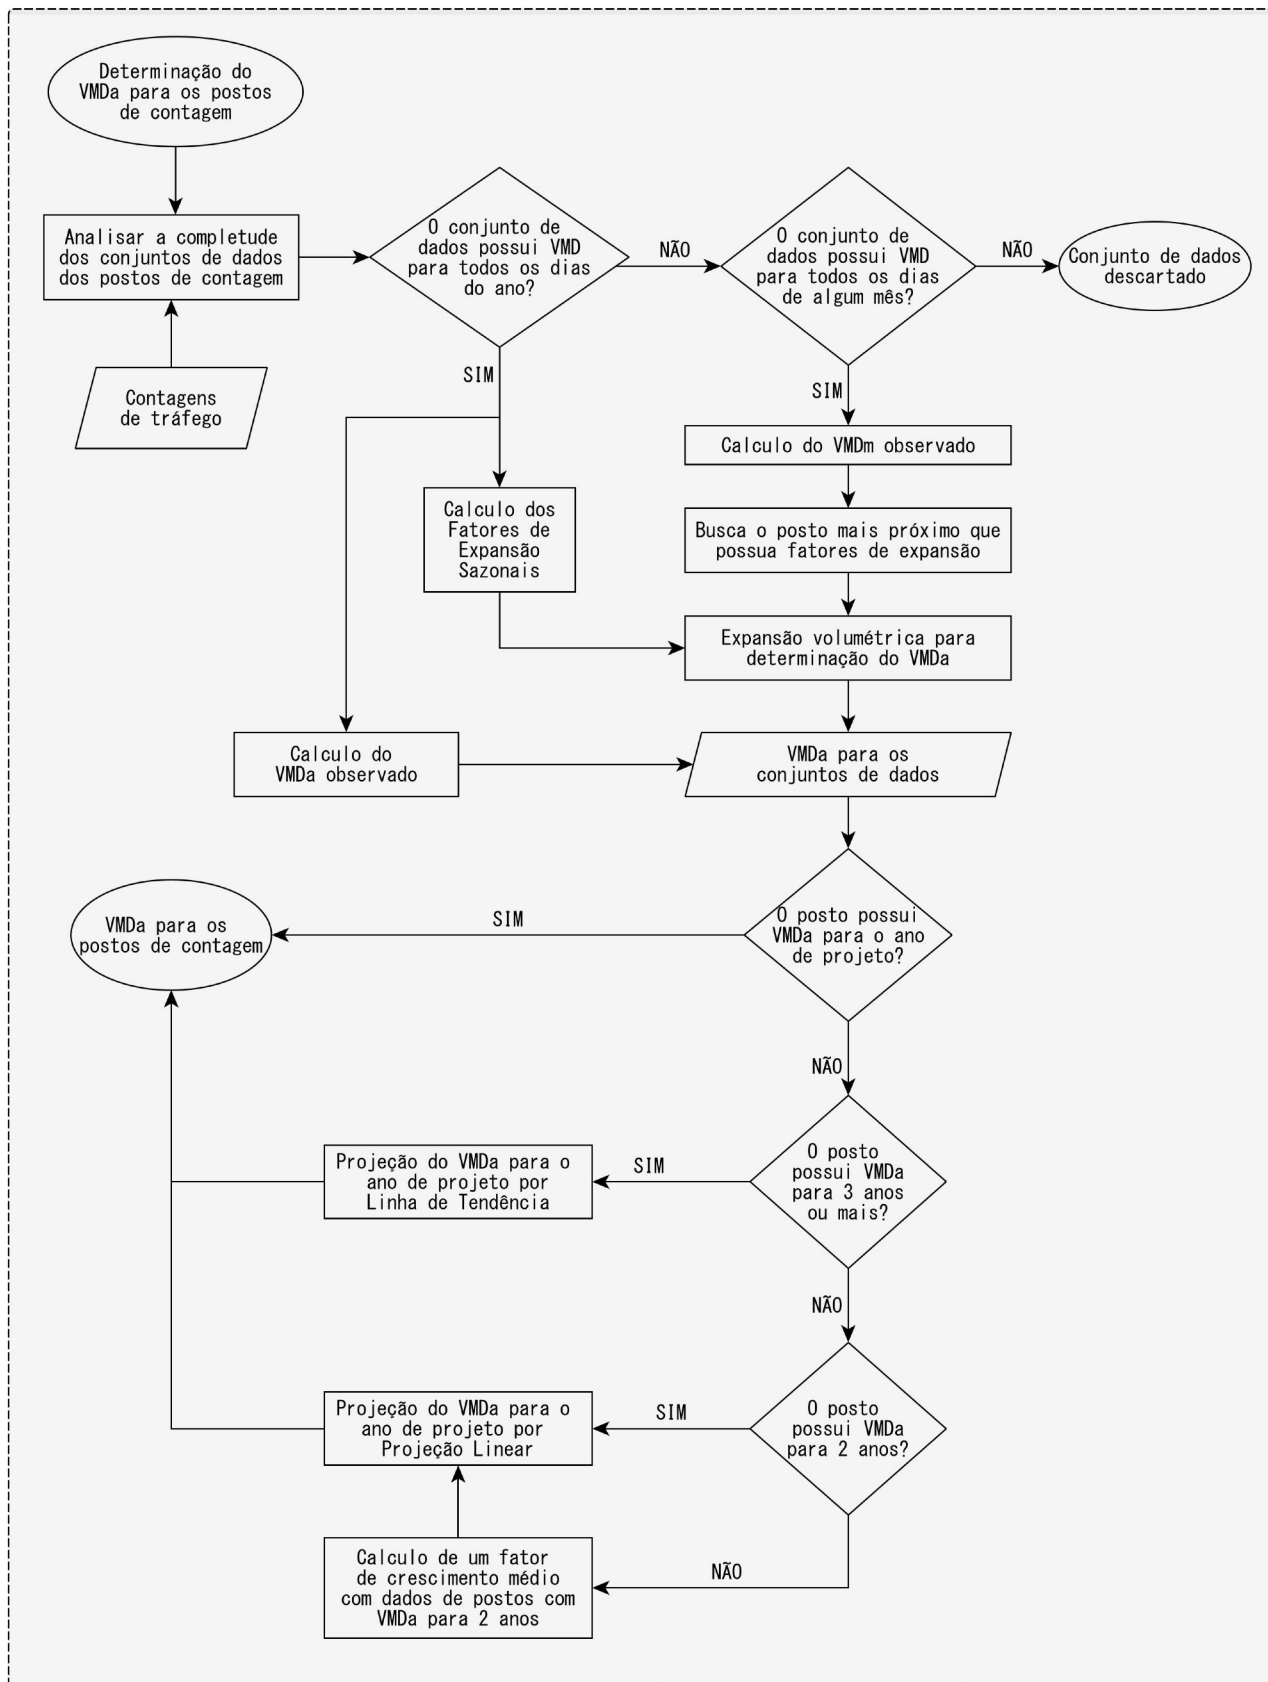 Determinação do
VMDa para os postos
de contagem
Analisar a completude
dos conjuntos de dados
dos postos de contagem
Contagens
de tráfego
O conjunto de
dados possui VMD
para todos os dias
do ano?
NÃO
O conjunto de
dados possui VMD
para todos os dias
de algum mês?
NÃO
Conjunto de dados
descartado
SIM
SIM
Calculo do VMDm observado
Calculo dos
Fatores de
Expansão
Sazonais
Busca o posto mais próximo que
possua fatores de expansão
Expansão volumétrica para
determinação do VMDa
Calculo do
VMDa observado
VMDa para os
conjuntos de dados
O posto possui
VMDa para o ano
de projeto?
SIM
VMDa para os
postos de contagem
NÃO
O posto
possui VMDa
para 3 anos
ou mais?
SIM
Projeção do VMDa para o
ano de projeto por
Linha de Tendência
NÃO
O posto
possui VMDa
para 2 anos?
SIM
Projeção do VMDa para o
ano de projeto por
Projeção Linear
NÃO
Calculo de um fator
de crescimento médio
com dados de postos com
VMDa para 2 anos